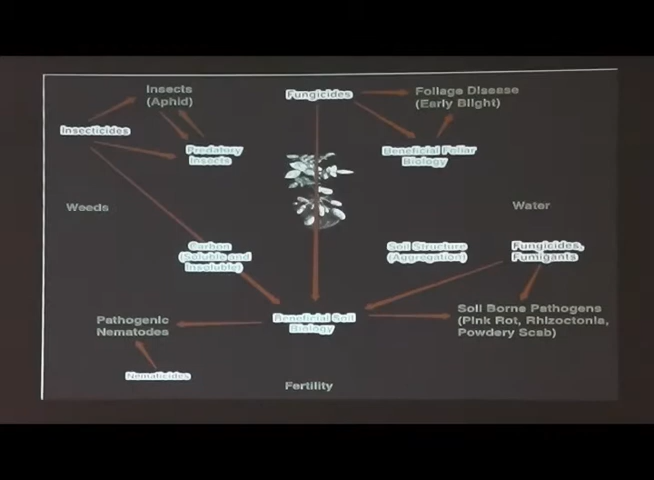 Insects
(Aphid)
Fungicides
Foliage Disease
(Early Blight)
Insecticides
Predatory
Insects
Beneficial Foliar
Biology
Weeds
Water
Carbon
(Soluble and
Insoluble)
Soil Structure
(Aggregation)
Fungicides,
Fumigants
Pathogenic
Nematodes
Beneficial Soil
Biology
Soil Borne Pathogens
(Pink Rot, Rhizoctonia,
Powdery Scab)
Nematicides
Fertility